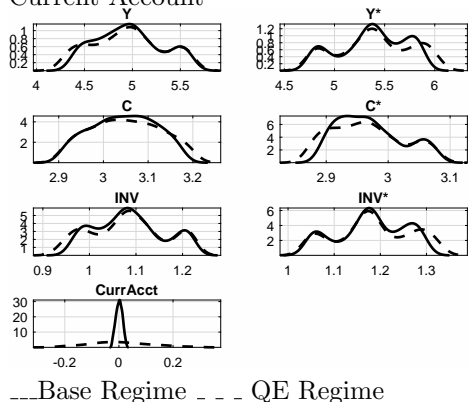 Current Account
Y
Y*
1
0.8
0.6
0.4
0.2
4 4.5 5 5.5
1.2
1
0.8
0.6
0.4
0.2
4.5 5 5.5 6
C
C*
4
2
2.9 3 3.1 3.2
6
4
2
2.9 3 3.1
INV
INV*
5
4
3
2
1
0.9 1 1.1 1.2
6
4
2
1 1.1 1.2 1.3
CurrAcct
30
20
10
-0.2 0 0.2
___Base Regime _ _ _ QE Regime